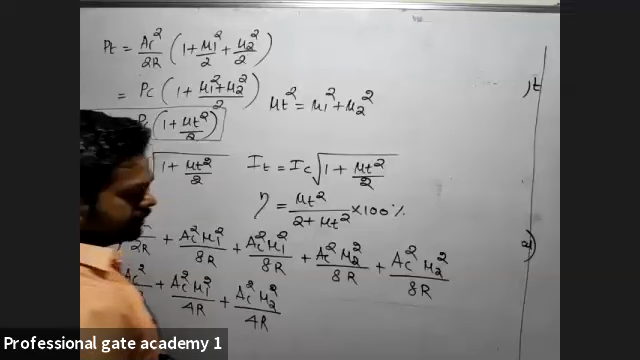 Pt = Ac²/2R (1 + μ1²/2 + μ2²/2)
= Pc (1 + (μ1² + μ2²)/2) μt² = μ1² + μ2²
Pc (1 + μt²/2)
√(1 + μt²/2) It = Ic √(1 + μt²/2)
η = μt²/(2 + μt²) × 100%
/2R + Ac²μ1²/8R + Ac²μ1²/8R + Ac²μ2²/8R + Ac²μ2²/8R
Ac² + Ac²μ1²/4R + Ac²μ2²/4R
Professional gate academy 1